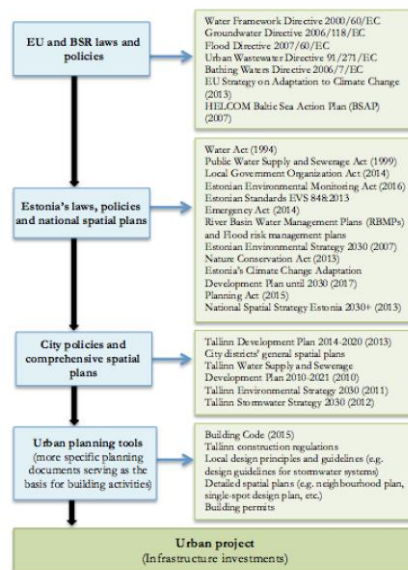 EU and BSR laws and
policies
Water Framework Directive 2000/60/EC
Groundwater Directive 2006/118/EC
Flood Directive 2007/60/EC
Urban Wastewater Directive 91/271/EC
Bathing Waters Directive 2006/7/EC
EU Strategy on Adaptation to Climate Change
(2013)
HELCOM Baltic Sea Action Plan (BSAP)
(2007)
Estonia's laws, policies
and national spatial plans
Water Act (1994)
Public Water Supply and Sewerage Act (1999)
Local Government Organization Act (2014)
Estonian Environmental Monitoring Act (2016)
Estonian Standards EVS 848:2013
Emergency Act (2014)
River Basin Water Management Plans (RBMPs)
and Flood risk management plans
Estonian Environmental Strategy 2030 (2007)
Nature Conservation Act (2013)
Estonia's Climate Change Adaptation
Development Plan until 2030 (2017)
Planning Act (2015)
National Spatial Strategy Estonia 2030+ (2013)
City policies and
comprehensive spatial
plans
Tallinn Development Plan 2014-2020 (2013)
City districts' general spatial plans
Tallinn Water Supply and Sewerage
Development Plan 2010-2021 (2010)
Tallinn Environmental Strategy 2030 (2011)
Tallinn Stormwater Strategy 2030 (2012)
Urban planning tools
(more specific planning
documents serving as the
basis for building activities)
Building Code (2015)
Tallinn construction regulations
Local design principles and guidelines (e.g.
design guidelines for stormwater systems)
Detailed spatial plans (e.g. neighbourhood plan,
single-spot design plan, etc.)
Building permits
Urban project
(Infrastructure investments)